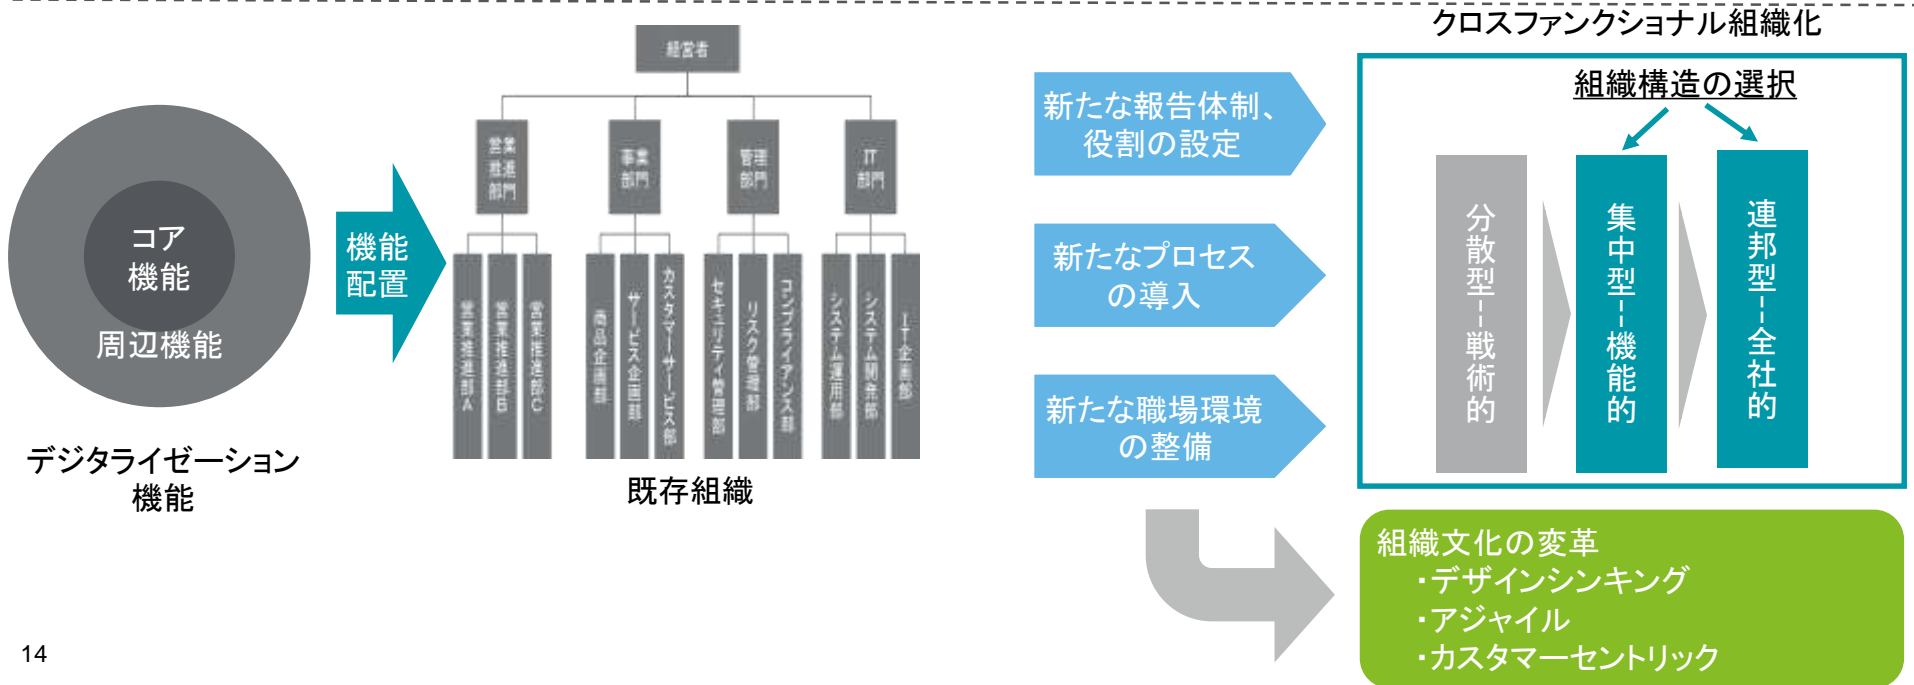 クロスファンクショナル組織化
経営者
営業
推進
部門
事業
部門
管理
部門
IT
部門
営業推進部A
営業推進部B
営業推進部C
商品企画部
サービス企画部
カスタマーサービス部
セキュリティ管理部
リスク管理部
コンプライアンス部
システム運用部
システム開発部
IT企画部
コア
機能
周辺機能
デジタライゼーション
機能
機能
配置
既存組織
新たな報告体制、
役割の設定
新たなプロセス
の導入
新たな職場環境
の整備
組織構造の選択
分散型--戦術的
集中型--機能的
連邦型--全社的
組織文化の変革
・デザインシンキング
・アジャイル
・カスタマーセントリック
14